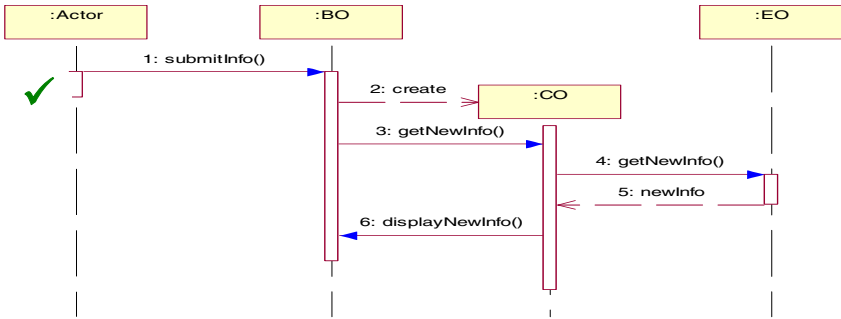 :Actor
:BO
:EO
1: submitInfo()
2: create
:CO
3: getNewInfo()
4: getNewInfo()
5: newInfo
6: displayNewInfo()